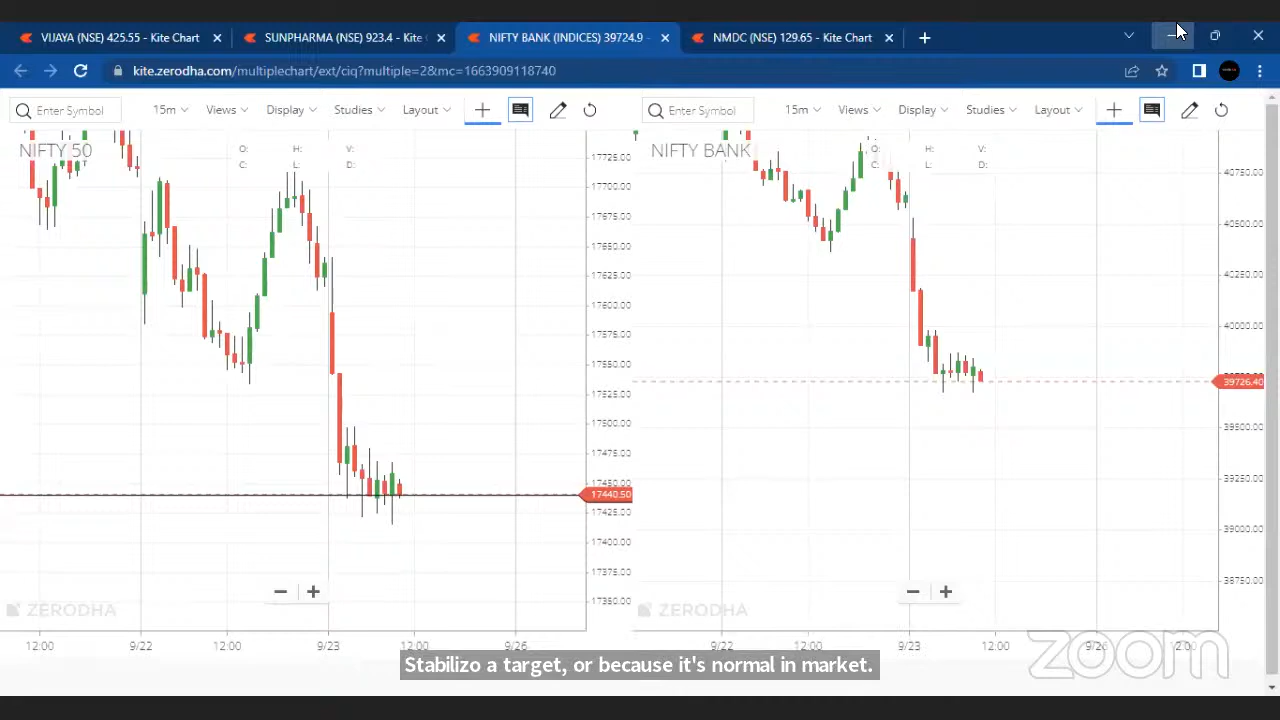 VIJAYA (NSE) 425.55 - Kite Chart
SUNPHARMA (NSE) 923.4 - Kite
NIFTY BANK (INDICES) 39724.9 -
NMDC (NSE) 129.65 - Kite Chart
kite.zerodha.com/multiplechart/ext/ciq?multiple=2&mc=1663909118740
Enter Symbol 15m Views Display Studies Layout
Enter Symbol 15m Views Display Studies Layout
NIFTY 50
O: H: V:
C: L: D:
17725.00
17700.00
17675.00
17650.00
17625.00
17600.00
17575.00
17550.00
17525.00
17500.00
17475.00
17440.50
17425.00
17400.00
17375.00
17350.00
ZERODHA
12:00 9/22 12:00 9/23 12:00 9/26
NIFTY BANK
O: H: V:
C: L: D:
40750.00
40500.00
40250.00
40000.00
39726.40
39500.00
39250.00
39000.00
38750.00
ZERODHA
9/22 12:00 9/23 12:00 9/26 12:00
Stabilizo a target, or because it's normal in market.
zoom